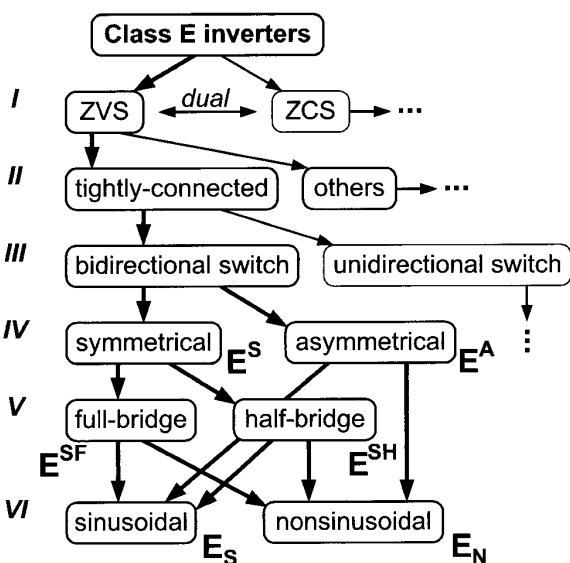 Class E inverters
I
ZVS
dual
ZCS
...
II
tightly-connected
others
...
III
bidirectional switch
unidirectional switch
IV
symmetrical
E^S
asymmetrical
E^A
...
V
full-bridge
E^SF
half-bridge
E^SH
VI
sinusoidal
E_S
nonsinusoidal
E_N